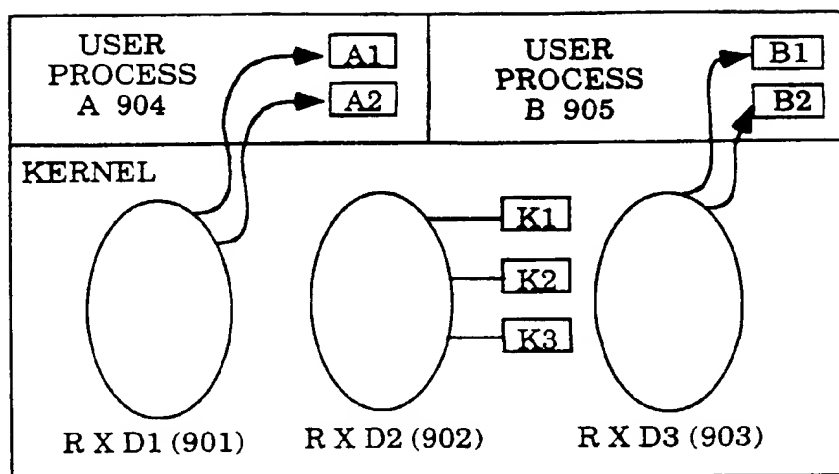 USER
PROCESS
A 904
A1
A2
USER
PROCESS
B 905
B1
B2
KERNEL
K1
K2
K3
R X D1 (901)
R X D2 (902)
R X D3 (903)